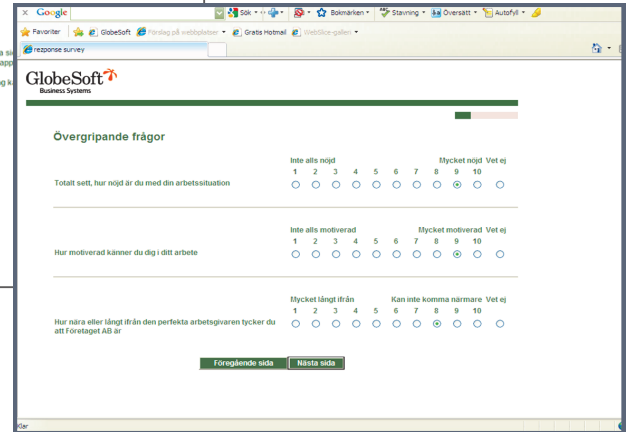 x Google Sök Bokmärken Stavning Översätt Autofyll
Favoriter GlobeSoft Förslag på webbplatser Gratis Hotmail WebSlice-gallerí
rezponse survey
GlobeSoft
Business Systems
Övergripande frågor
Inte alls nöjd Mycket nöjd Vet ej
1 2 3 4 5 6 7 8 9 10
Totalt sett, hur nöjd är du med din arbetssituation
Inte alls motiverad Mycket motiverad Vet ej
1 2 3 4 5 6 7 8 9 10
Hur motiverad känner du dig i ditt arbete
Mycket långt ifrån Kan inte komma närmare Vet ej
1 2 3 4 5 6 7 8 9 10
Hur nära eller långt ifrån den perfekta arbetsgivaren tycker du
att Företaget AB är
Föregående sida Nästa sida
Klar